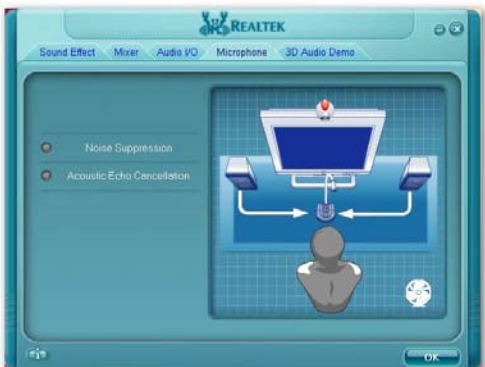 REALTEK
Sound Effect Mixer Audio I/O Microphone 3D Audio Demo
Noise Suppression
Acoustic Echo Cancellation
OK